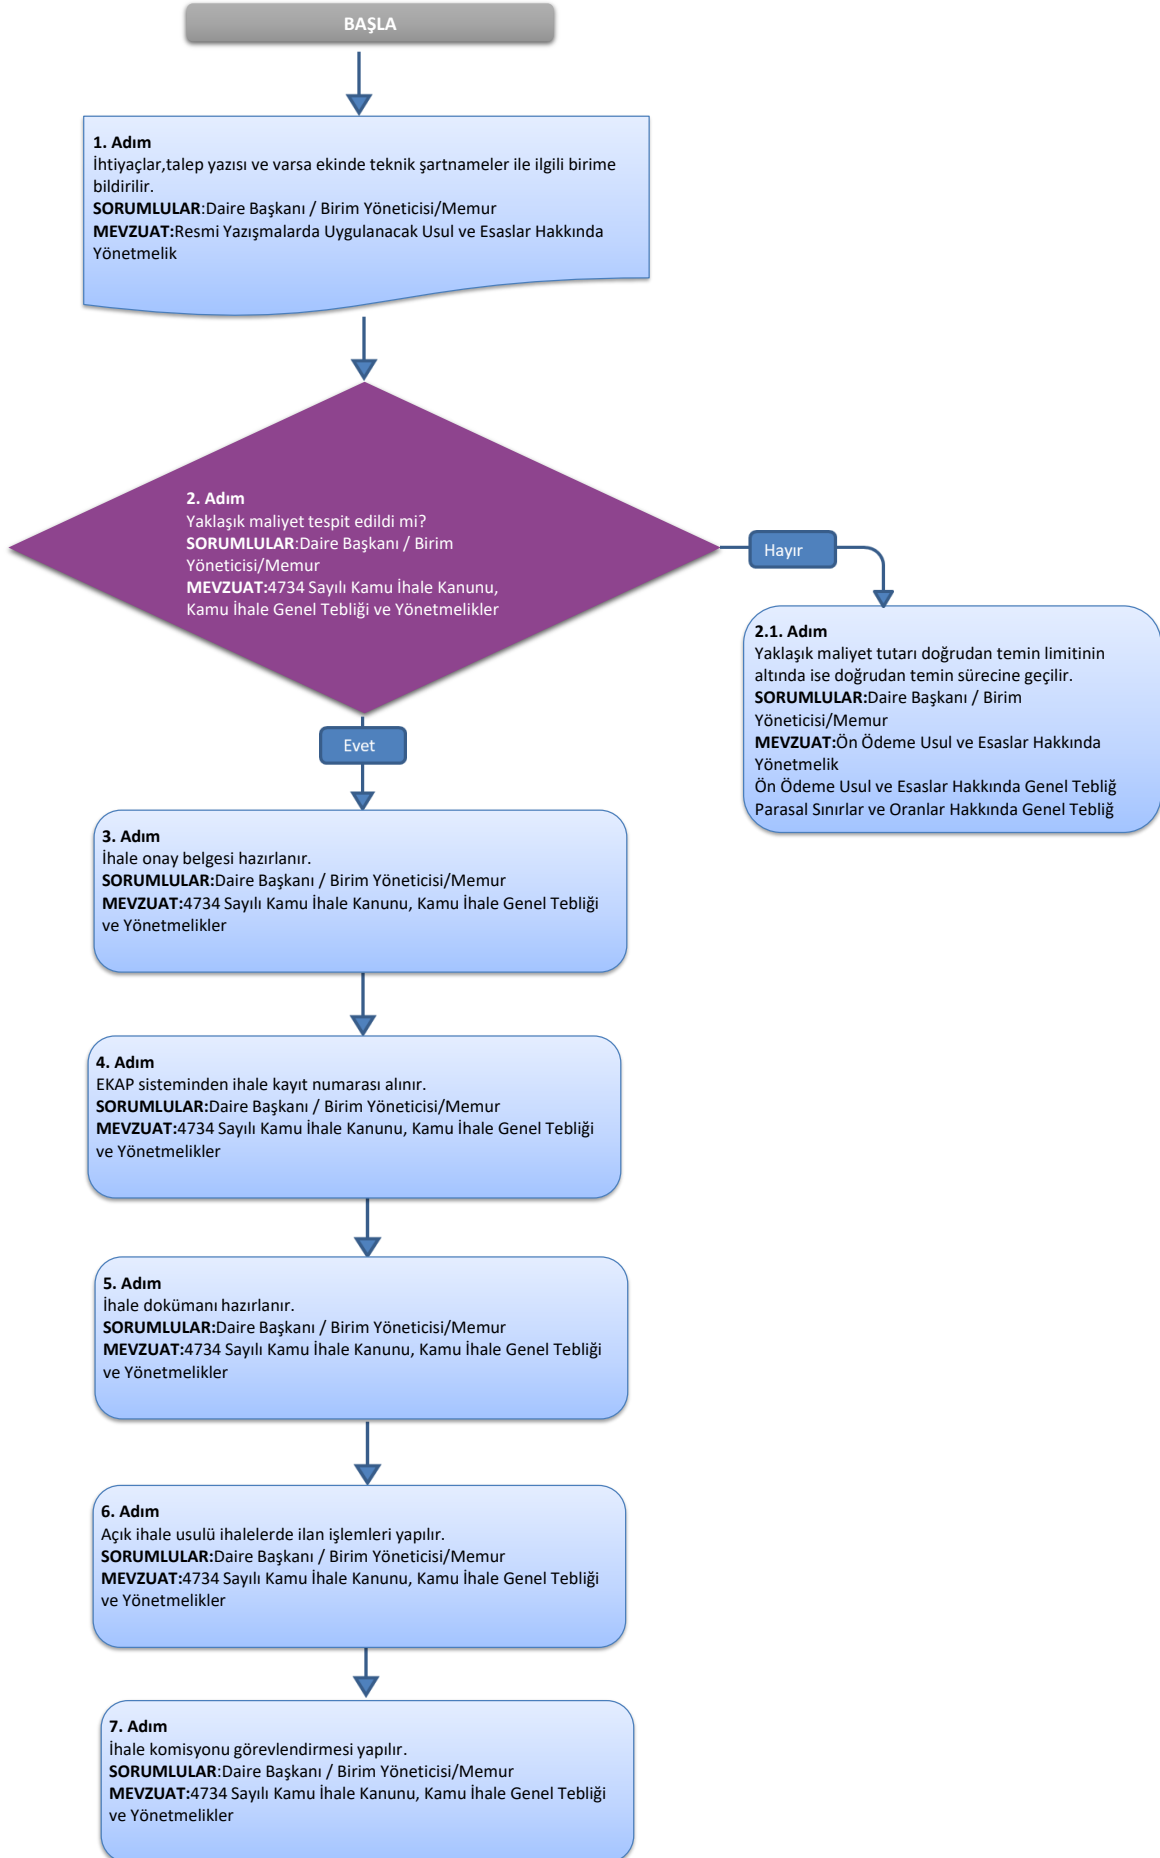 BAŞLA
1. Adım
İhtiyaçlar,talep yazısı ve varsa ekinde teknik şartnameler ile ilgili birime
bildirilir.
SORUMLULAR:Daire Başkanı / Birim Yöneticisi/Memur
MEVZUAT:Resmi Yazışmalarda Uygulanacak Usul ve Esaslar Hakkında
Yönetmelik
2. Adım
Yaklaşık maliyet tespit edildi mi?
SORUMLULAR:Daire Başkanı / Birim
Yöneticisi/Memur
MEVZUAT:4734 Sayılı Kamu İhale Kanunu,
Kamu İhale Genel Tebliği ve Yönetmelikler
Hayır
2.1. Adım
Yaklaşık maliyet tutarı doğrudan temin limitinin
altında ise doğrudan temin sürecine geçilir.
SORUMLULAR:Daire Başkanı / Birim
Yöneticisi/Memur
MEVZUAT:Ön Ödeme Usul ve Esaslar Hakkında
Yönetmelik
Ön Ödeme Usul ve Esaslar Hakkında Genel Tebliğ
Parasal Sınırlar ve Oranlar Hakkında Genel Tebliğ
Evet
3. Adım
İhale onay belgesi hazırlanır.
SORUMLULAR:Daire Başkanı / Birim Yöneticisi/Memur
MEVZUAT:4734 Sayılı Kamu İhale Kanunu, Kamu İhale Genel Tebliği
ve Yönetmelikler
4. Adım
EKAP sisteminden ihale kayıt numarası alınır.
SORUMLULAR:Daire Başkanı / Birim Yöneticisi/Memur
MEVZUAT:4734 Sayılı Kamu İhale Kanunu, Kamu İhale Genel Tebliği
ve Yönetmelikler
5. Adım
İhale dokümanı hazırlanır.
SORUMLULAR:Daire Başkanı / Birim Yöneticisi/Memur
MEVZUAT:4734 Sayılı Kamu İhale Kanunu, Kamu İhale Genel Tebliği
ve Yönetmelikler
6. Adım
Açık ihale usulü ihalelerde ilan işlemleri yapılır.
SORUMLULAR:Daire Başkanı / Birim Yöneticisi/Memur
MEVZUAT:4734 Sayılı Kamu İhale Kanunu, Kamu İhale Genel Tebliği
ve Yönetmelikler
7. Adım
İhale komisyonu görevlendirmesi yapılır.
SORUMLULAR:Daire Başkanı / Birim Yöneticisi/Memur
MEVZUAT:4734 Sayılı Kamu İhale Kanunu, Kamu İhale Genel Tebliği
ve Yönetmelikler